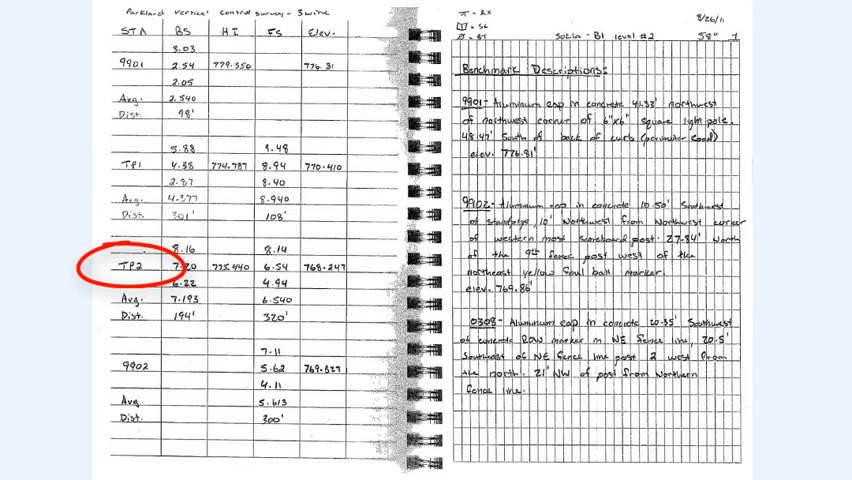 Parkland Vertical Control Survey - 3 wire
STA BS HI FS Elev.
3.03
9901 2.54 779.350 776.81
2.05
Avg. 2.540
Dist. 98'
5.88 9.48
TP1 4.38 774.787 8.94 770.410
2.87 8.40
Avg. 4.377 8.940
Dist. 301' 108'
8.16 8.14
TP2 7.20 775.440 6.54 768.247
6.22 4.94
Avg. 7.193 6.540
Dist. 194' 320'
7.11
9902 5.62 769.827
4.11
Avg. 5.613
Dist. 300'
8/26/11
Sokia - B1 level #2 58° 1
Benchmark Descriptions:
9901 - Aluminum cap in concrete 41.33' northwest
of northwest corner of 6"x6" square light pole.
48.47' South of back of curb (perimeter road)
elev. 776.81'
9902 - Aluminum cap in concrete 10.50' Southwest
of standpipe, 10' Northwest from Northwest corner
of western most scoreboard post. 27.84' North
of the 9th fence post west of the
northeast yellow foul ball marker.
elev. 769.86'
0308 - Aluminum cap in concrete 20.55' Southwest
of concrete ROW marker in NE fence line, 20.5'
Southeast of NE fence line post 2 west from
the north. 21' NW of post from Northern
fence line.